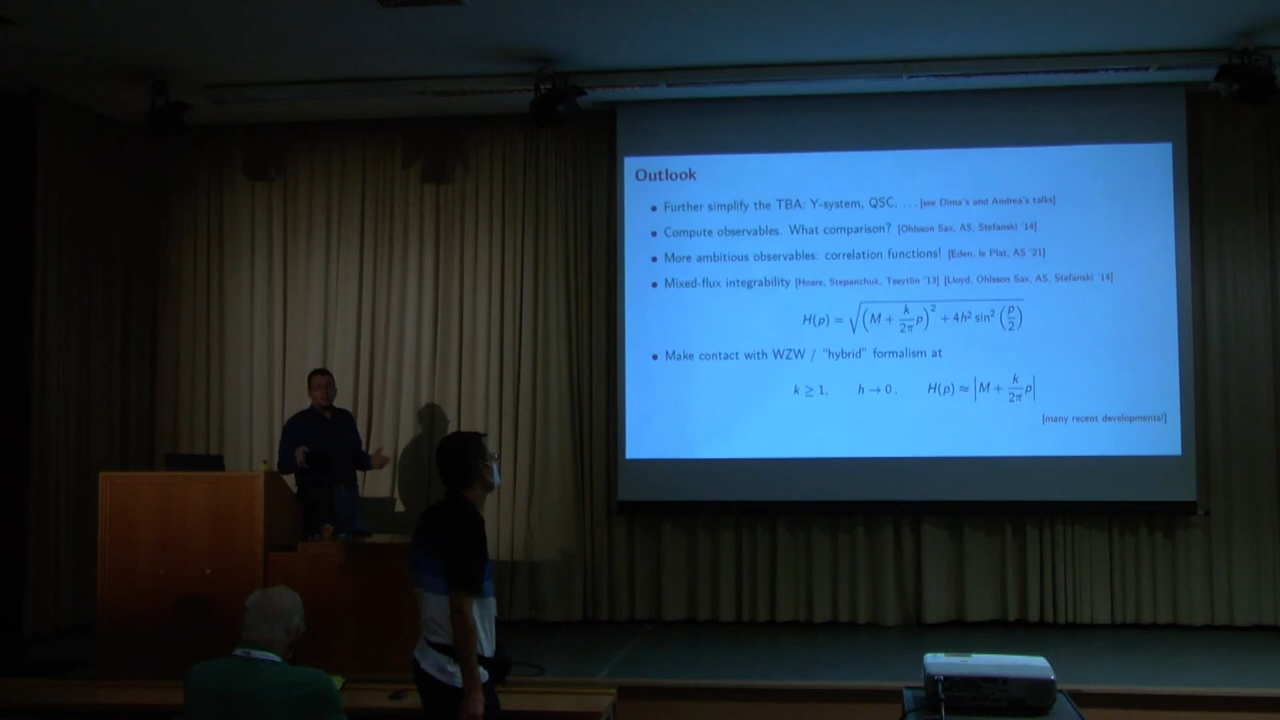 Outlook
• Further simplify the TBA: Y-system, QSC, ... [see Dima's and Andrea's talks]
• Compute observables. What comparison? [Ohlsson Sax, AS, Stefanski '14]
• More ambitious observables: correlation functions! [Eden, le Plat, AS '21]
• Mixed-flux integrability [Hoare, Stepanchuk, Tseytlin '13] [Lloyd, Ohlsson Sax, AS, Stefanski '14]
H(p) = √((M + k/2π p)² + 4h² sin² (p/2))
• Make contact with WZW / "hybrid" formalism at
k ≥ 1, h → 0, H(p) ≈ |M + k/2π p|
[many recent developments!]